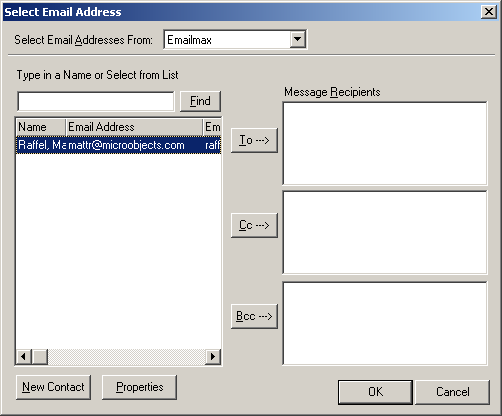 Select Email Address
Select Email Addresses From: Emailmax
Type in a Name or Select from List
Find
Message Recipients
Name Email Address Em
Raffel, Ma mattr@microobjects.com raff
To --->
Cc --->
Bcc --->
New Contact Properties OK Cancel